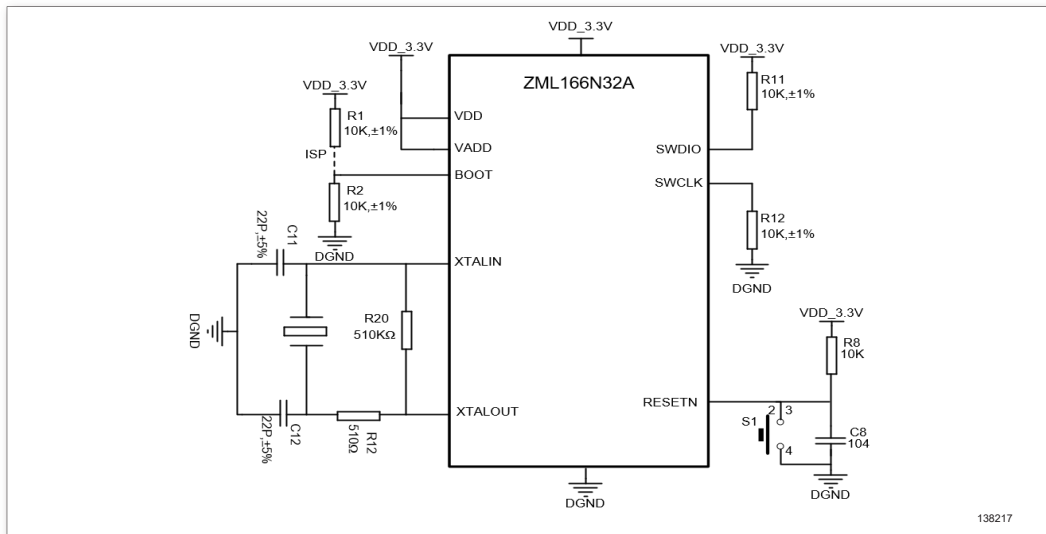 VDD_3.3V
VDD_3.3V
VDD_3.3V
VDD_3.3V
ZML166N32A
R11
10K,±1%
R1
10K,±1%
VDD
VADD
ISP
BOOT
SWDIO
SWCLK
R2
10K,±1%
R12
10K,±1%
DGND
DGND
C11
22P,±5%
XTALIN
DGND
R20
510KΩ
VDD_3.3V
R8
10K
RESETN
XTALOUT
2
3
S1
4
C8
104
C12
22P,±5%
R12
510Ω
DGND
DGND
138217